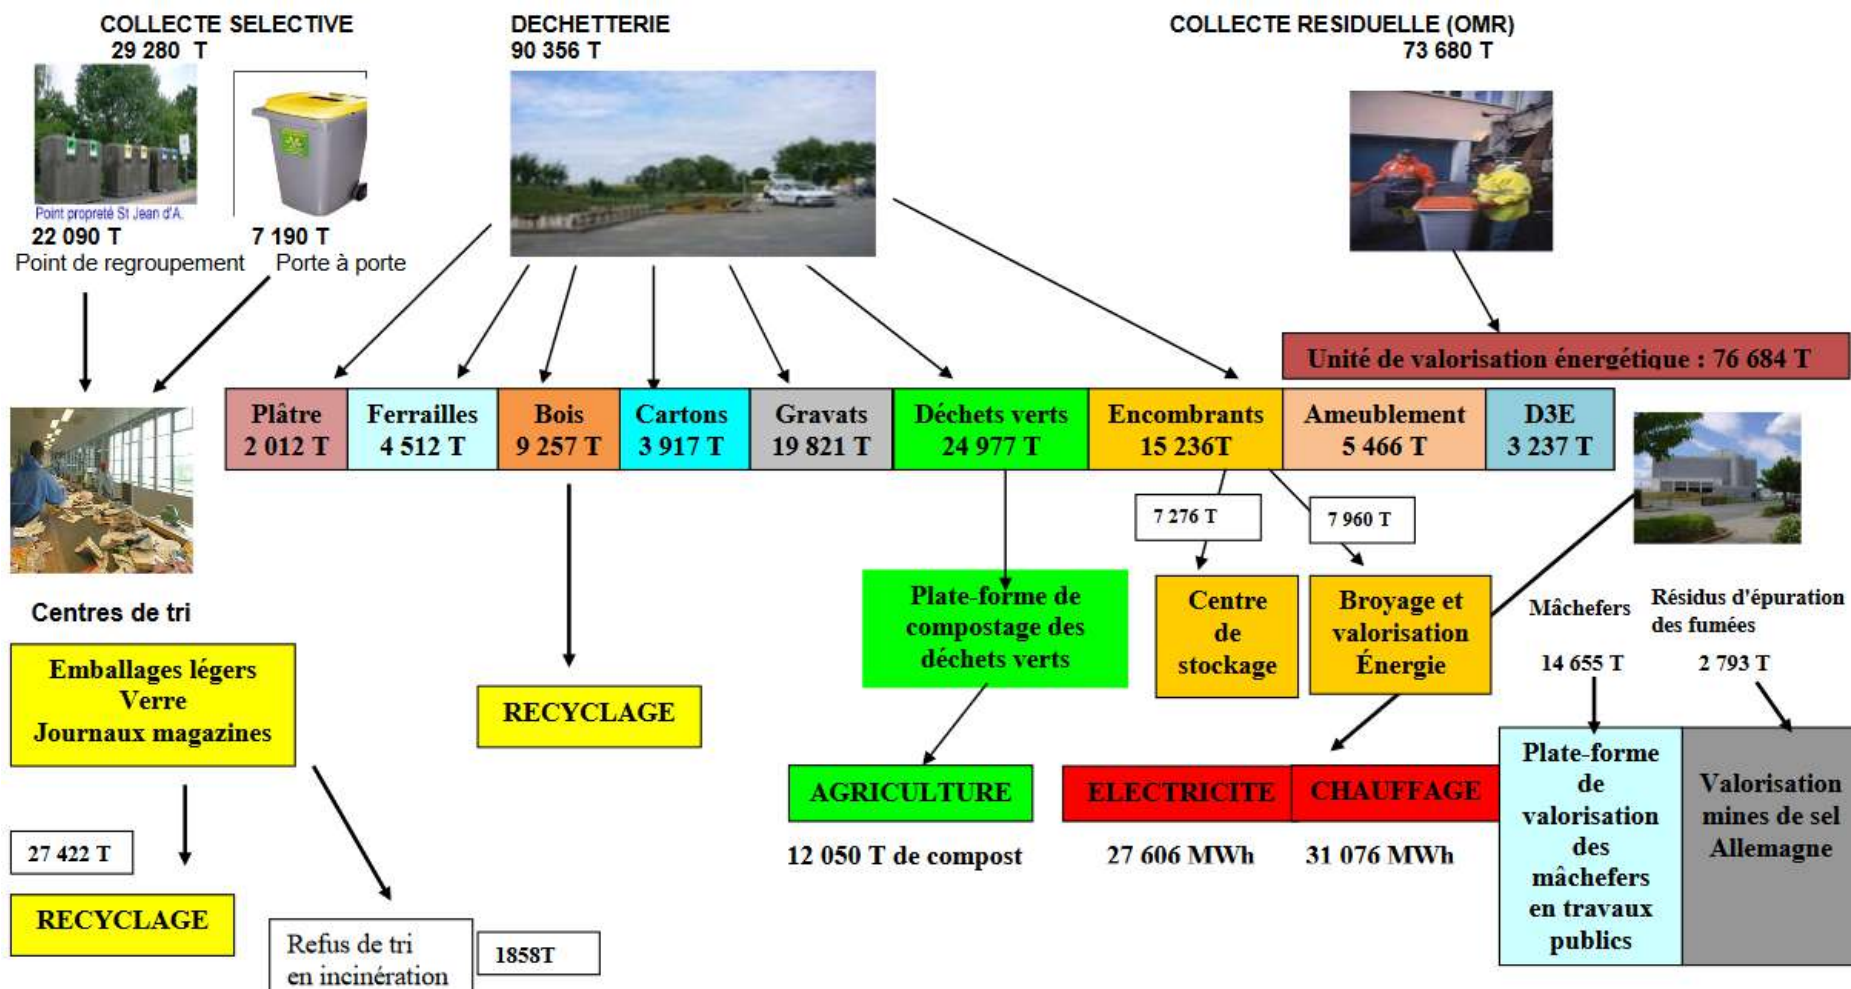 COLLECTE SELECTIVE
29 280 T
DECHETTERIE
90 356 T
COLLECTE RESIDUELLE (OMR)
73 680 T
Point propreté St Jean d'A.
22 090 T
Point de regroupement
7 190 T
Porte à porte
Unité de valorisation énergétique : 76 684 T
Plâtre
2 012 T
Ferrailles
4 512 T
Bois
9 257 T
Cartons
3 917 T
Gravats
19 821 T
Déchets verts
24 977 T
Encombrants
15 236T
Ameublement
5 466 T
D3E
3 237 T
7 276 T
7 960 T
Centres de tri
Emballages légers
Verre
Journaux magazines
RECYCLAGE
Plate-forme de
compostage des
déchets verts
Centre
de
stockage
Broyage et
valorisation
Énergie
Mâchefers
14 655 T
Résidus d'épuration
des fumées
2 793 T
AGRICULTURE
12 050 T de compost
ELECTRICITE
27 606 MWh
CHAUFFAGE
31 076 MWh
Plate-forme
de
valorisation
des
mâchefers
en travaux
publics
Valorisation
mines de sel
Allemagne
27 422 T
RECYCLAGE
Refus de tri
en incinération
1858T